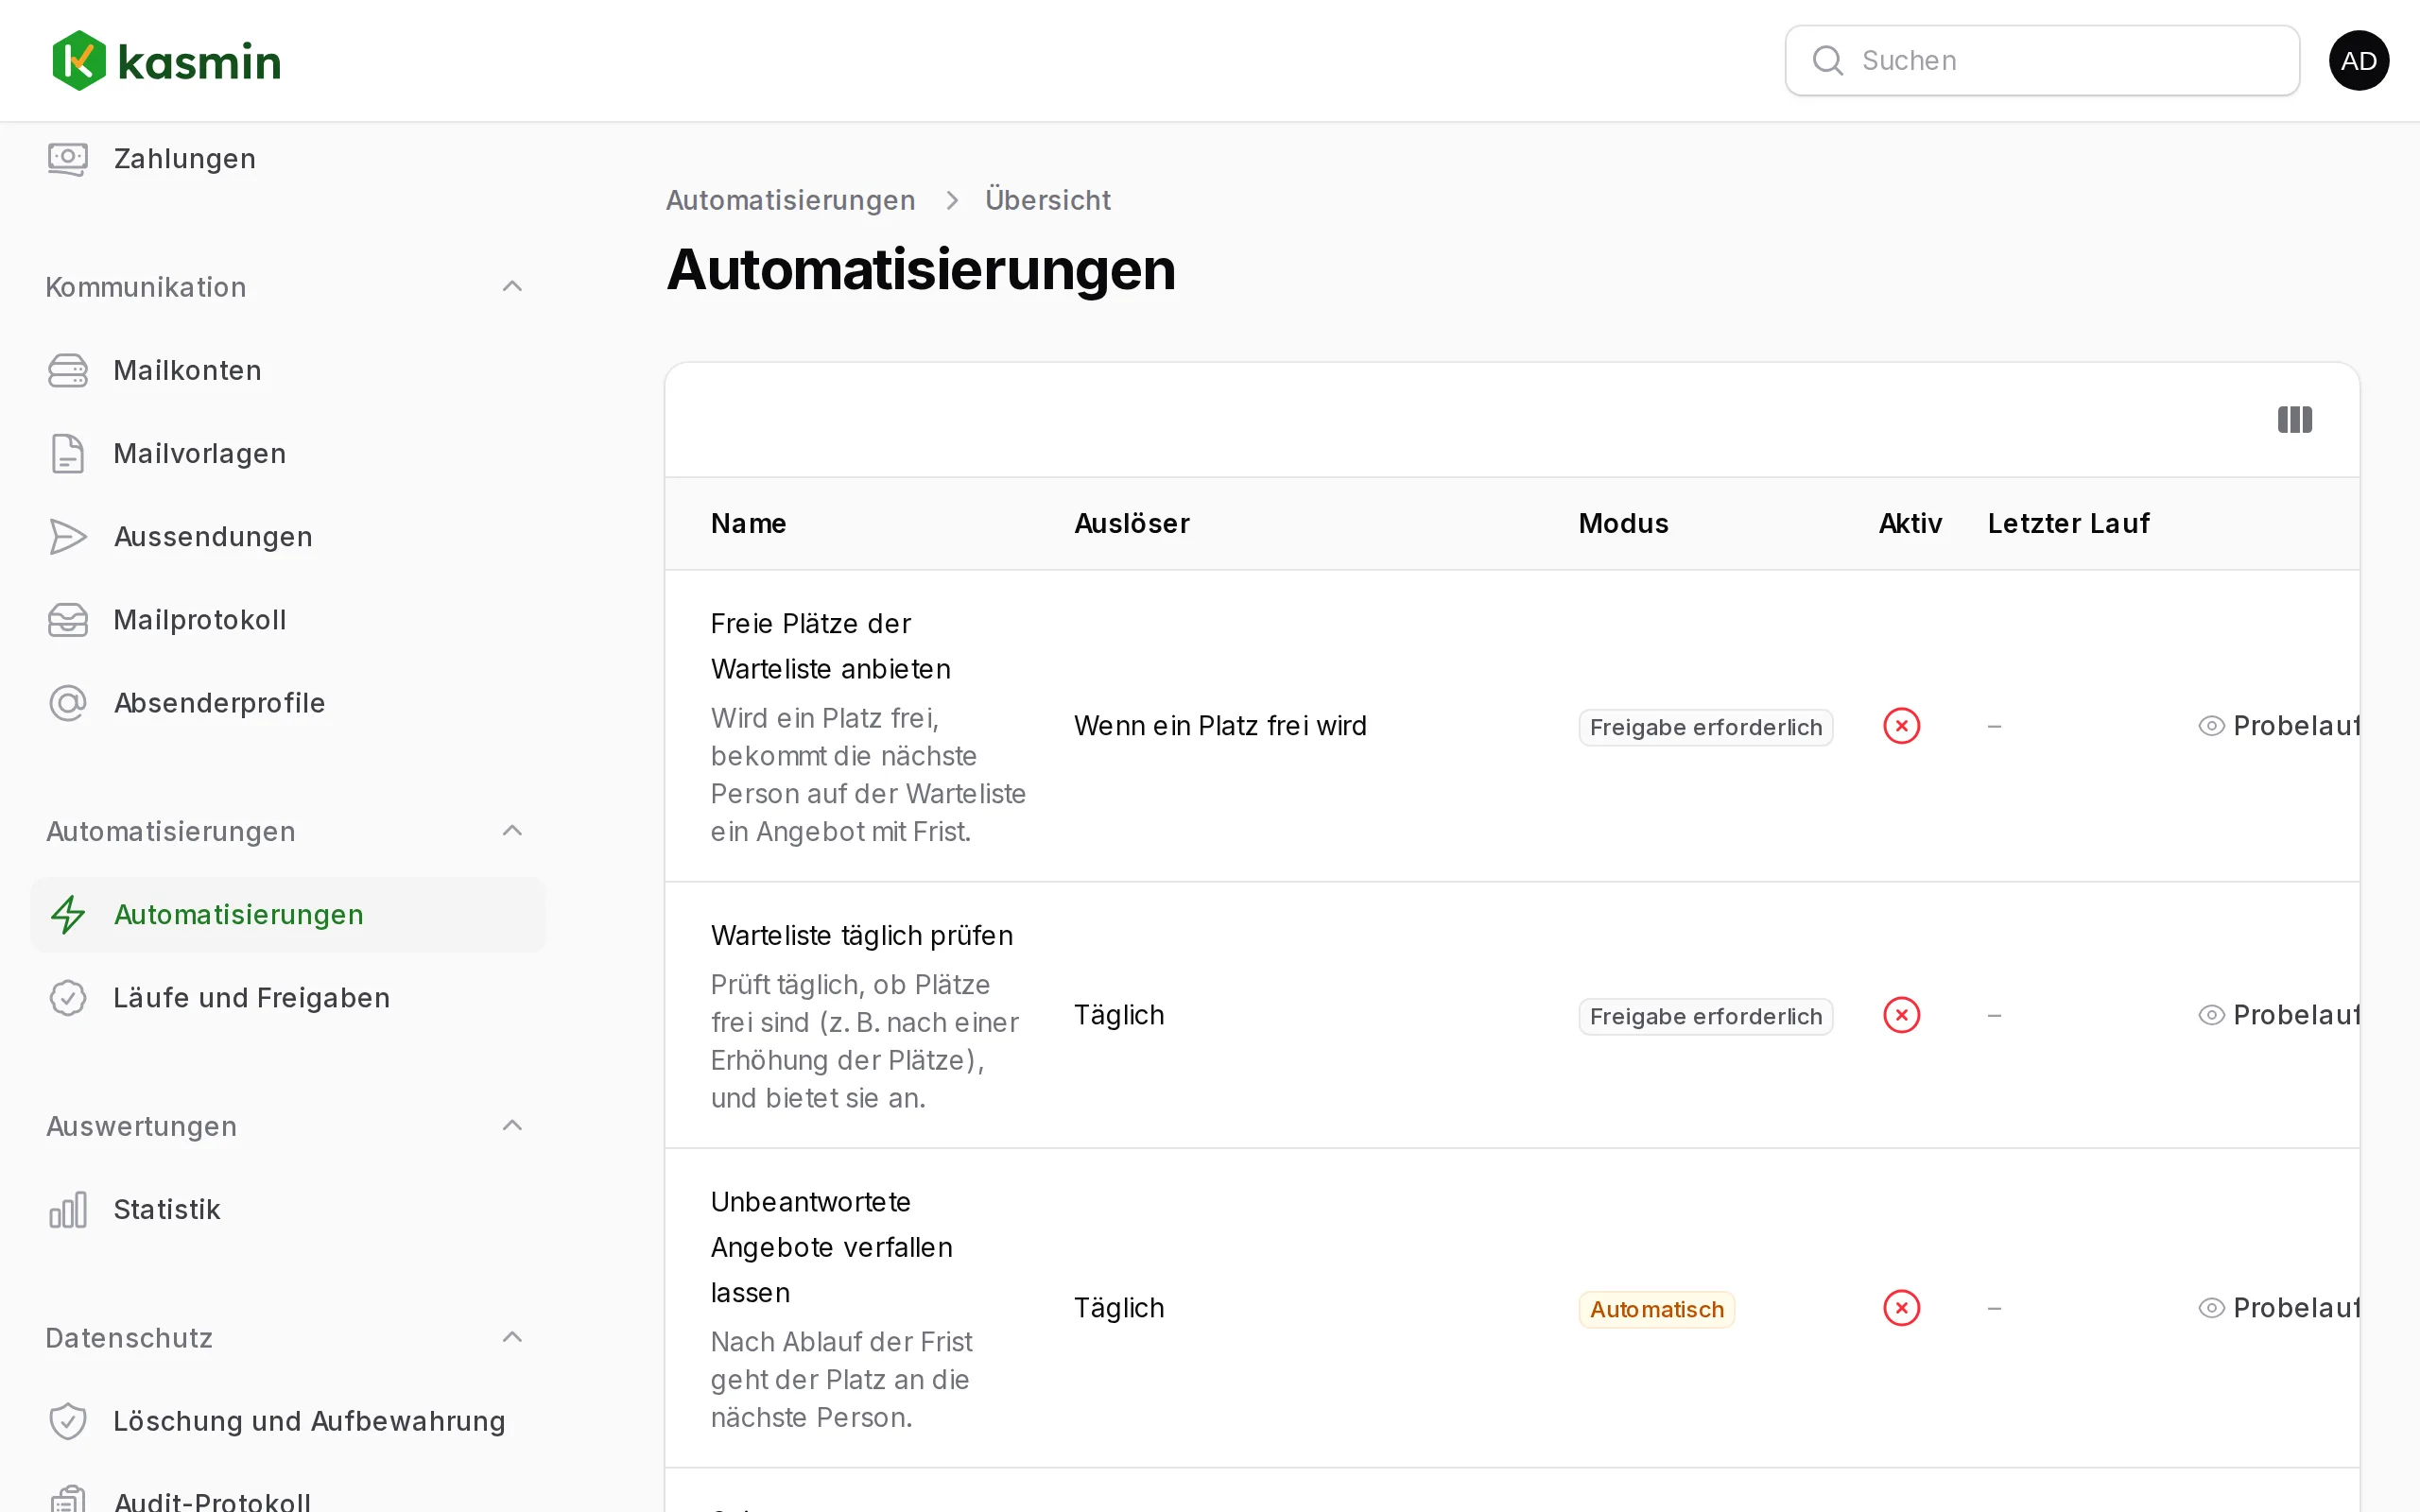 kasmin
Suchen
AD
Zahlungen
Kommunikation
Mailkonten
Mailvorlagen
Aussendungen
Mailprotokoll
Absenderprofile
Automatisierungen
Automatisierungen
Läufe und Freigaben
Auswertungen
Statistik
Datenschutz
Löschung und Aufbewahrung
Audit-Protokoll
Automatisierungen > Übersicht
Automatisierungen
Name Auslöser Modus Aktiv Letzter Lauf
Freie Plätze der
Warteliste anbieten
Wird ein Platz frei,
bekommt die nächste
Person auf der Warteliste
ein Angebot mit Frist.
Wenn ein Platz frei wird
Freigabe erforderlich
–
Probelauf
Warteliste täglich prüfen
Prüft täglich, ob Plätze
frei sind (z. B. nach einer
Erhöhung der Plätze),
und bietet sie an.
Täglich
Freigabe erforderlich
–
Probelauf
Unbeantwortete
Angebote verfallen
lassen
Nach Ablauf der Frist
geht der Platz an die
nächste Person.
Täglich
Automatisch
–
Probelauf